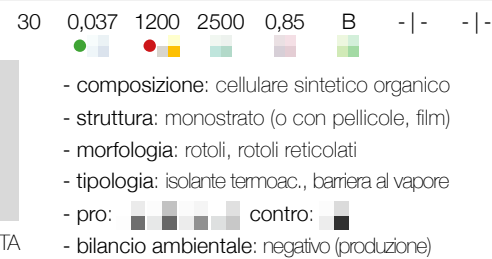 30 0,037 1200 2500 0,85 B -|- -|-
- composizione: cellulare sintetico organico
- struttura: monostrato (o con pellicole, film)
- morfologia: rotoli, rotoli reticolati
- tipologia: isolante termoac., barriera al vapore
- pro: contro:
TA
- bilancio ambientale: negativo (produzione)